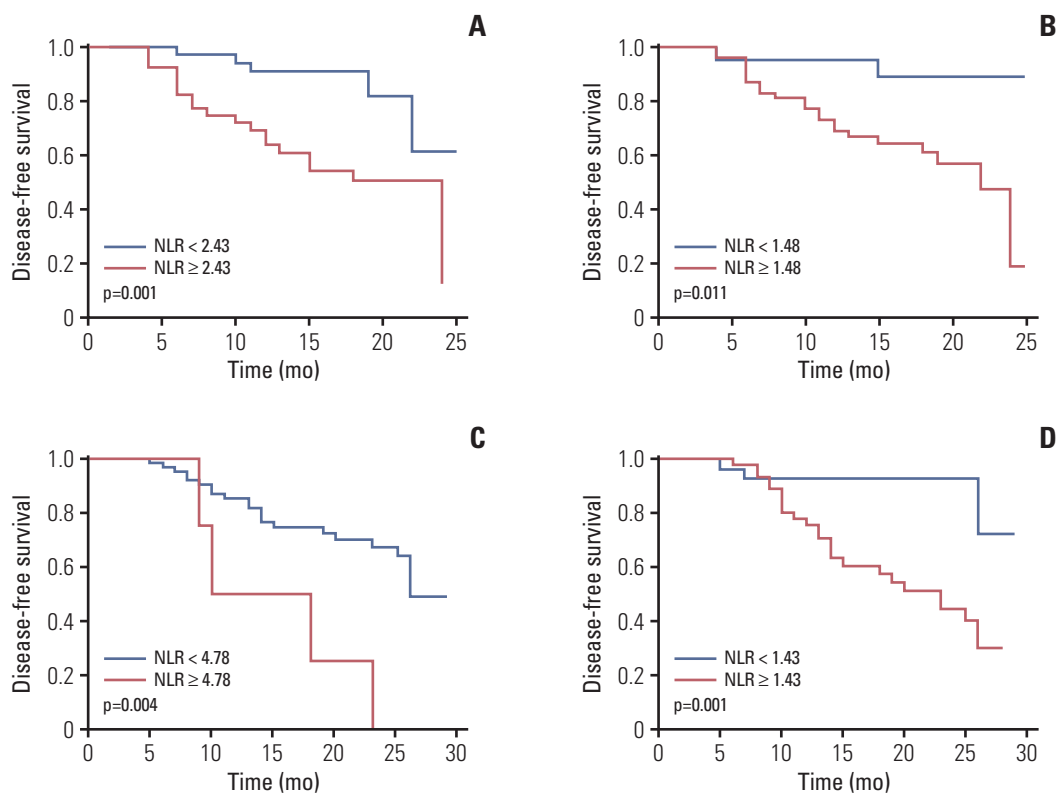 A
Disease-free survival
1.0
0.8
0.6
0.4
0.2
0
NLR < 2.43
NLR ≥ 2.43
p=0.001
0 5 10 15 20 25
Time (mo)
B
Disease-free survival
1.0
0.8
0.6
0.4
0.2
0
NLR < 1.48
NLR ≥ 1.48
p=0.011
0 5 10 15 20 25
Time (mo)
C
Disease-free survival
1.0
0.8
0.6
0.4
0.2
0
NLR < 4.78
NLR ≥ 4.78
p=0.004
0 5 10 15 20 25 30
Time (mo)
D
Disease-free survival
1.0
0.8
0.6
0.4
0.2
0
NLR < 1.43
NLR ≥ 1.43
p=0.001
0 5 10 15 20 25 30
Time (mo)